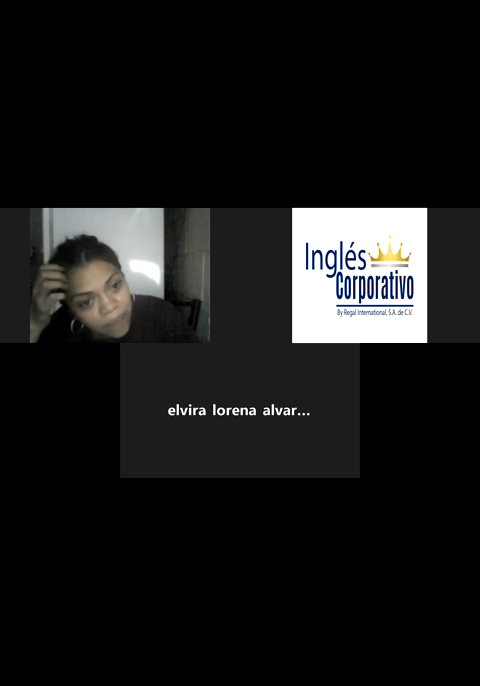 Inglés
Corporativo
By Regal International, S.A. de C.V.
elvira lorena alvar...